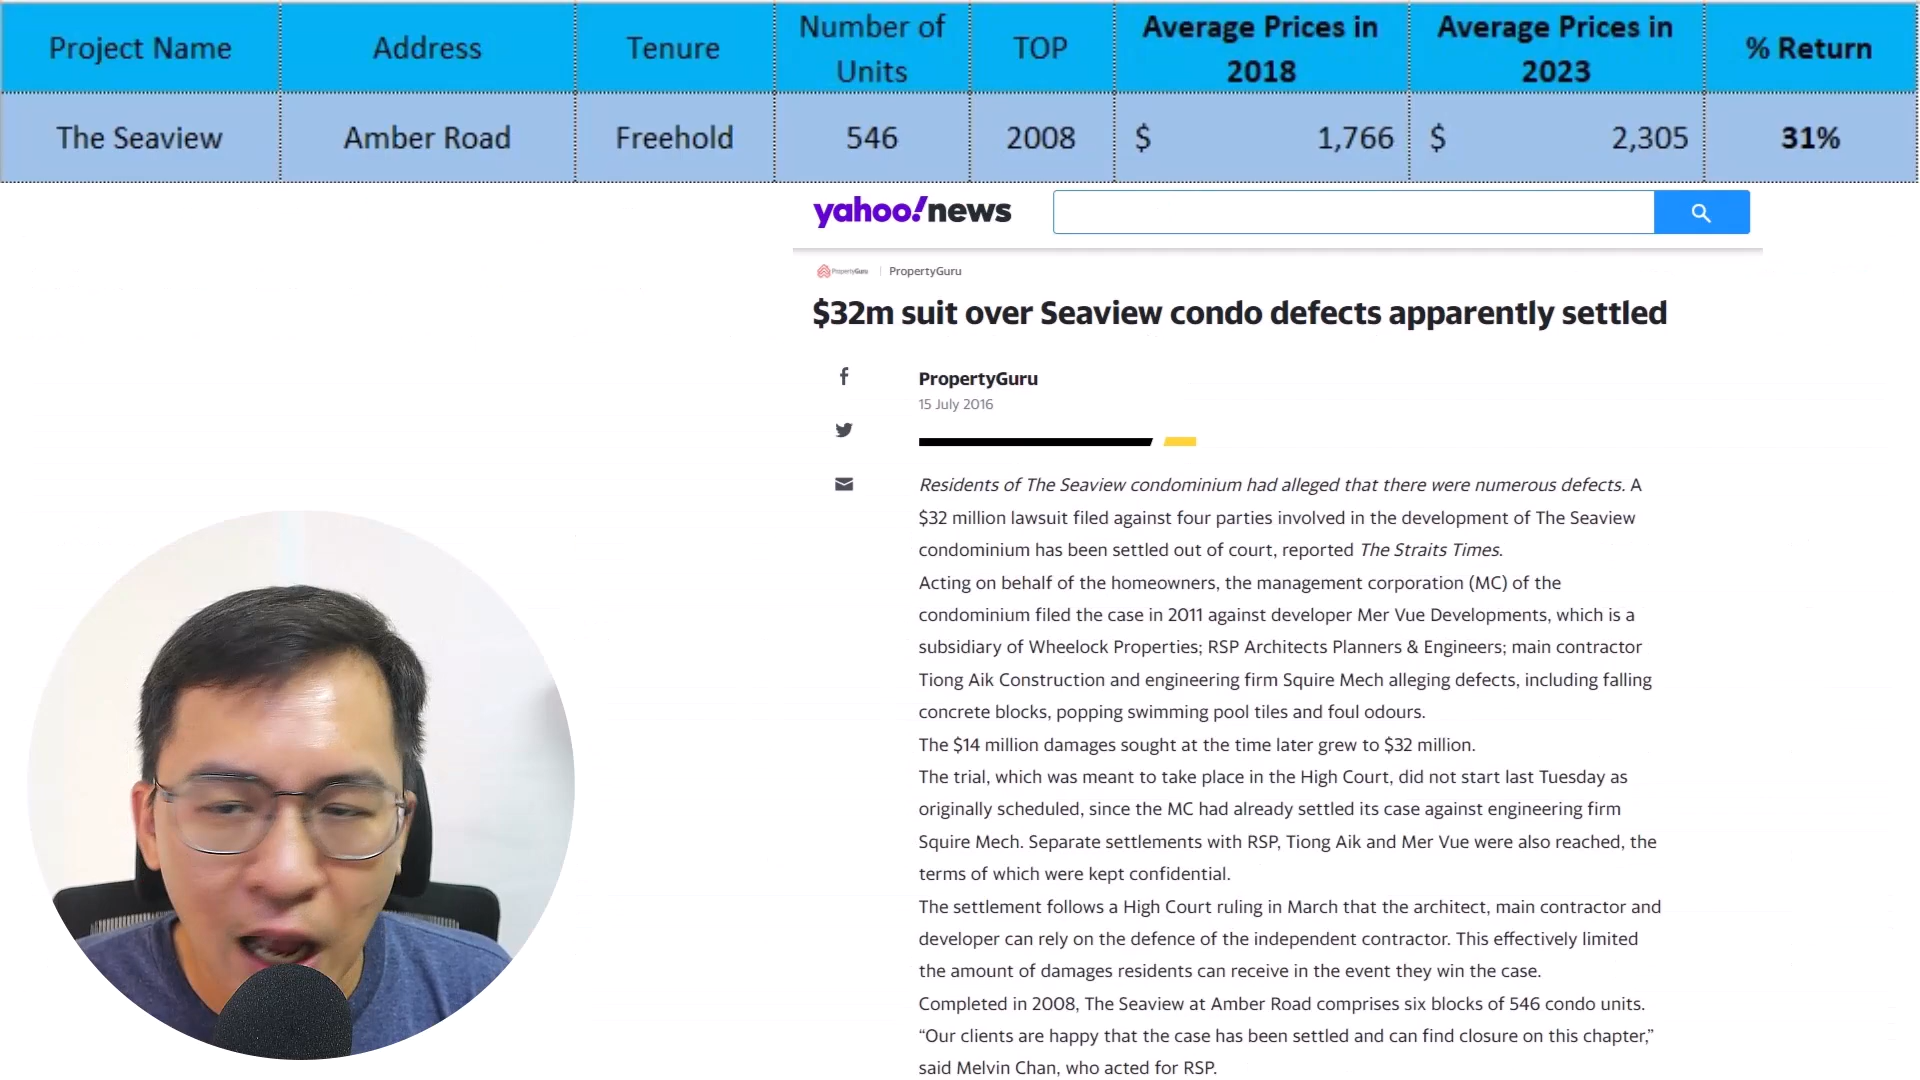 Project Name Address Tenure Number of Units TOP Average Prices in 2018 Average Prices in 2023 % Return
The Seaview Amber Road Freehold 546 2008 $ 1,766 $ 2,305 31%
yahoo!news
PropertyGuru | PropertyGuru
$32m suit over Seaview condo defects apparently settled
PropertyGuru
15 July 2016
Residents of The Seaview condominium had alleged that there were numerous defects. A
$32 million lawsuit filed against four parties involved in the development of The Seaview
condominium has been settled out of court, reported The Straits Times.
Acting on behalf of the homeowners, the management corporation (MC) of the
condominium filed the case in 2011 against developer Mer Vue Developments, which is a
subsidiary of Wheelock Properties; RSP Architects Planners & Engineers; main contractor
Tiong Aik Construction and engineering firm Squire Mech alleging defects, including falling
concrete blocks, popping swimming pool tiles and foul odours.
The $14 million damages sought at the time later grew to $32 million.
The trial, which was meant to take place in the High Court, did not start last Tuesday as
originally scheduled, since the MC had already settled its case against engineering firm
Squire Mech. Separate settlements with RSP, Tiong Aik and Mer Vue were also reached, the
terms of which were kept confidential.
The settlement follows a High Court ruling in March that the architect, main contractor and
developer can rely on the defence of the independent contractor. This effectively limited
the amount of damages residents can receive in the event they win the case.
Completed in 2008, The Seaview at Amber Road comprises six blocks of 546 condo units.
“Our clients are happy that the case has been settled and can find closure on this chapter,”
said Melvin Chan, who acted for RSP.